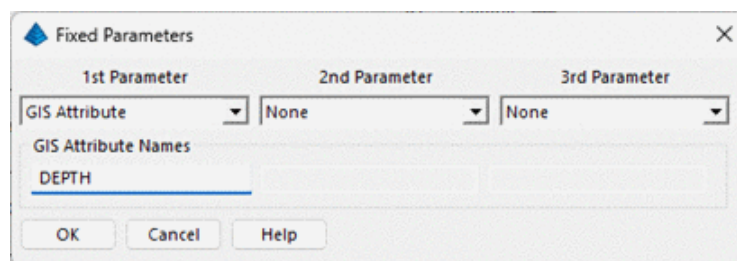 Fixed Parameters
1st Parameter 2nd Parameter 3rd Parameter
GIS Attribute None None
GIS Attribute Names
DEPTH
OK Cancel Help